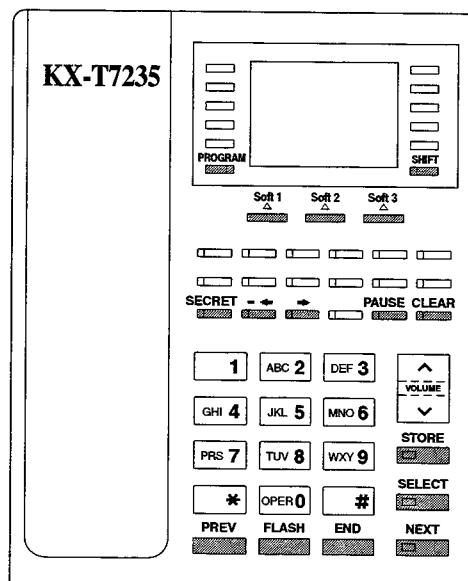 KX-T7235
PROGRAM SHIFT
Soft 1 Soft 2 Soft 3
SECRET PAUSE CLEAR
1 ABC 2 DEF 3
VOLUME
GHI 4 JKL 5 MNO 6
STORE
PRS 7 TUV 8 WXY 9
SELECT
* OPER 0 #
PREV FLASH END NEXT